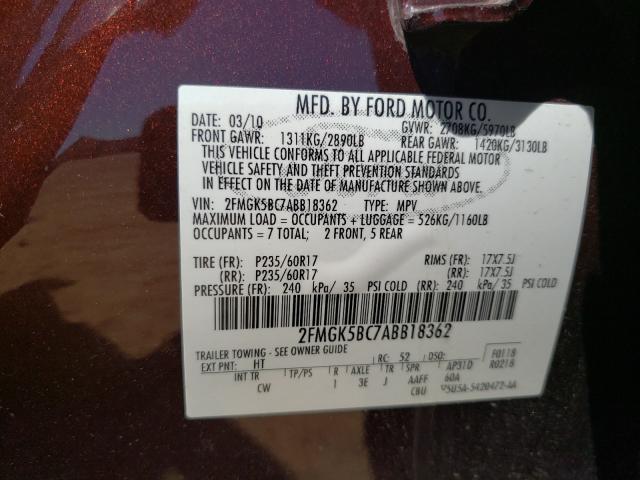 MFD. BY FORD MOTOR CO.
DATE: 03/10 GVWR: 2708KG/5970LB
FRONT GAWR: 1311KG/2890LB REAR GAWR: 1420KG/3130LB
THIS VEHICLE CONFORMS TO ALL APPLICABLE FEDERAL MOTOR
VEHICLE SAFETY AND THEFT PREVENTION STANDARDS
IN EFFECT ON THE DATE OF MANUFACTURE SHOWN ABOVE.
VIN: 2FMGK5BC7ABB18362 TYPE: MPV
MAXIMUM LOAD = OCCUPANTS + LUGGAGE = 526KG/1160LB
OCCUPANTS = 7 TOTAL; 2 FRONT, 5 REAR
TIRE (FR): P235/60R17 RIMS (FR): 17X7.5J
(RR): P235/60R17 (RR): 17X7.5J
PRESSURE (FR): 240 kPa/ 35 PSI COLD (RR): 240 kPa/ 35 PSI COLD
2FMGK5BC7ABB18362
TRAILER TOWING - SEE OWNER GUIDE
EXT PNT: HT RC: 52 DSO: F0118
INT TR TP/PS R AXLE TR SPR AP31D R0218
CW 1 3E J AAFF 60A
CBU 5U5A-5420472-AA